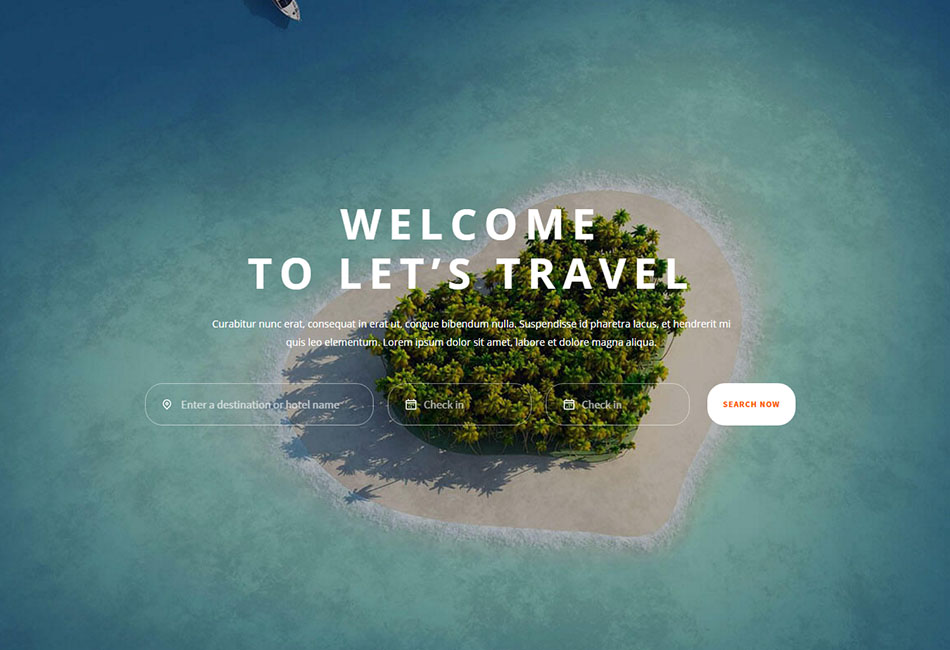 WELCOME
TO LET’S TRAVEL
Curabitur nunc erat, consequat in erat ut, congue bibendum nulla. Suspendisse id pharetra lacus, et hendrerit mi
quis leo elementum. Lorem ipsum dolor sit amet, labore et dolore magna aliqua.
Enter a destination or hotel name
Check in
Check in
SEARCH NOW